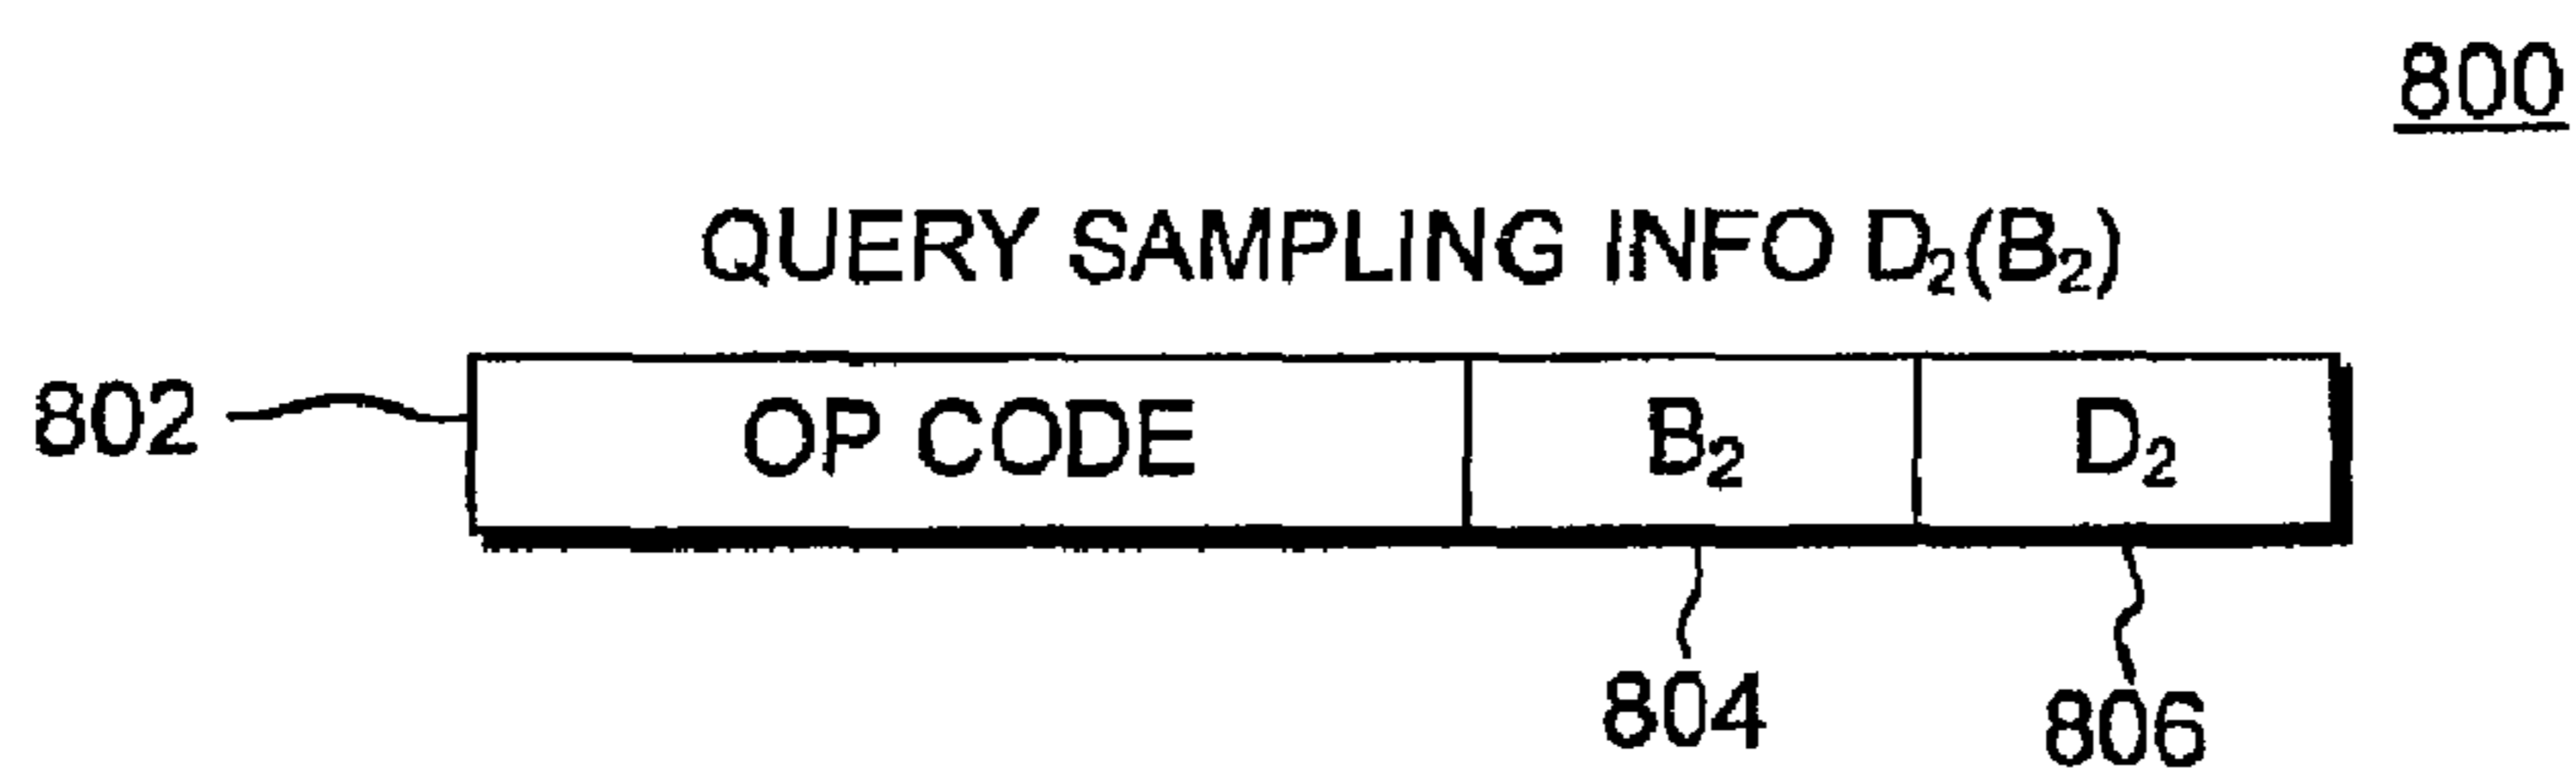 800
QUERY SAMPLING INFO D₂(B₂)
802 OP CODE B₂ D₂
804 806